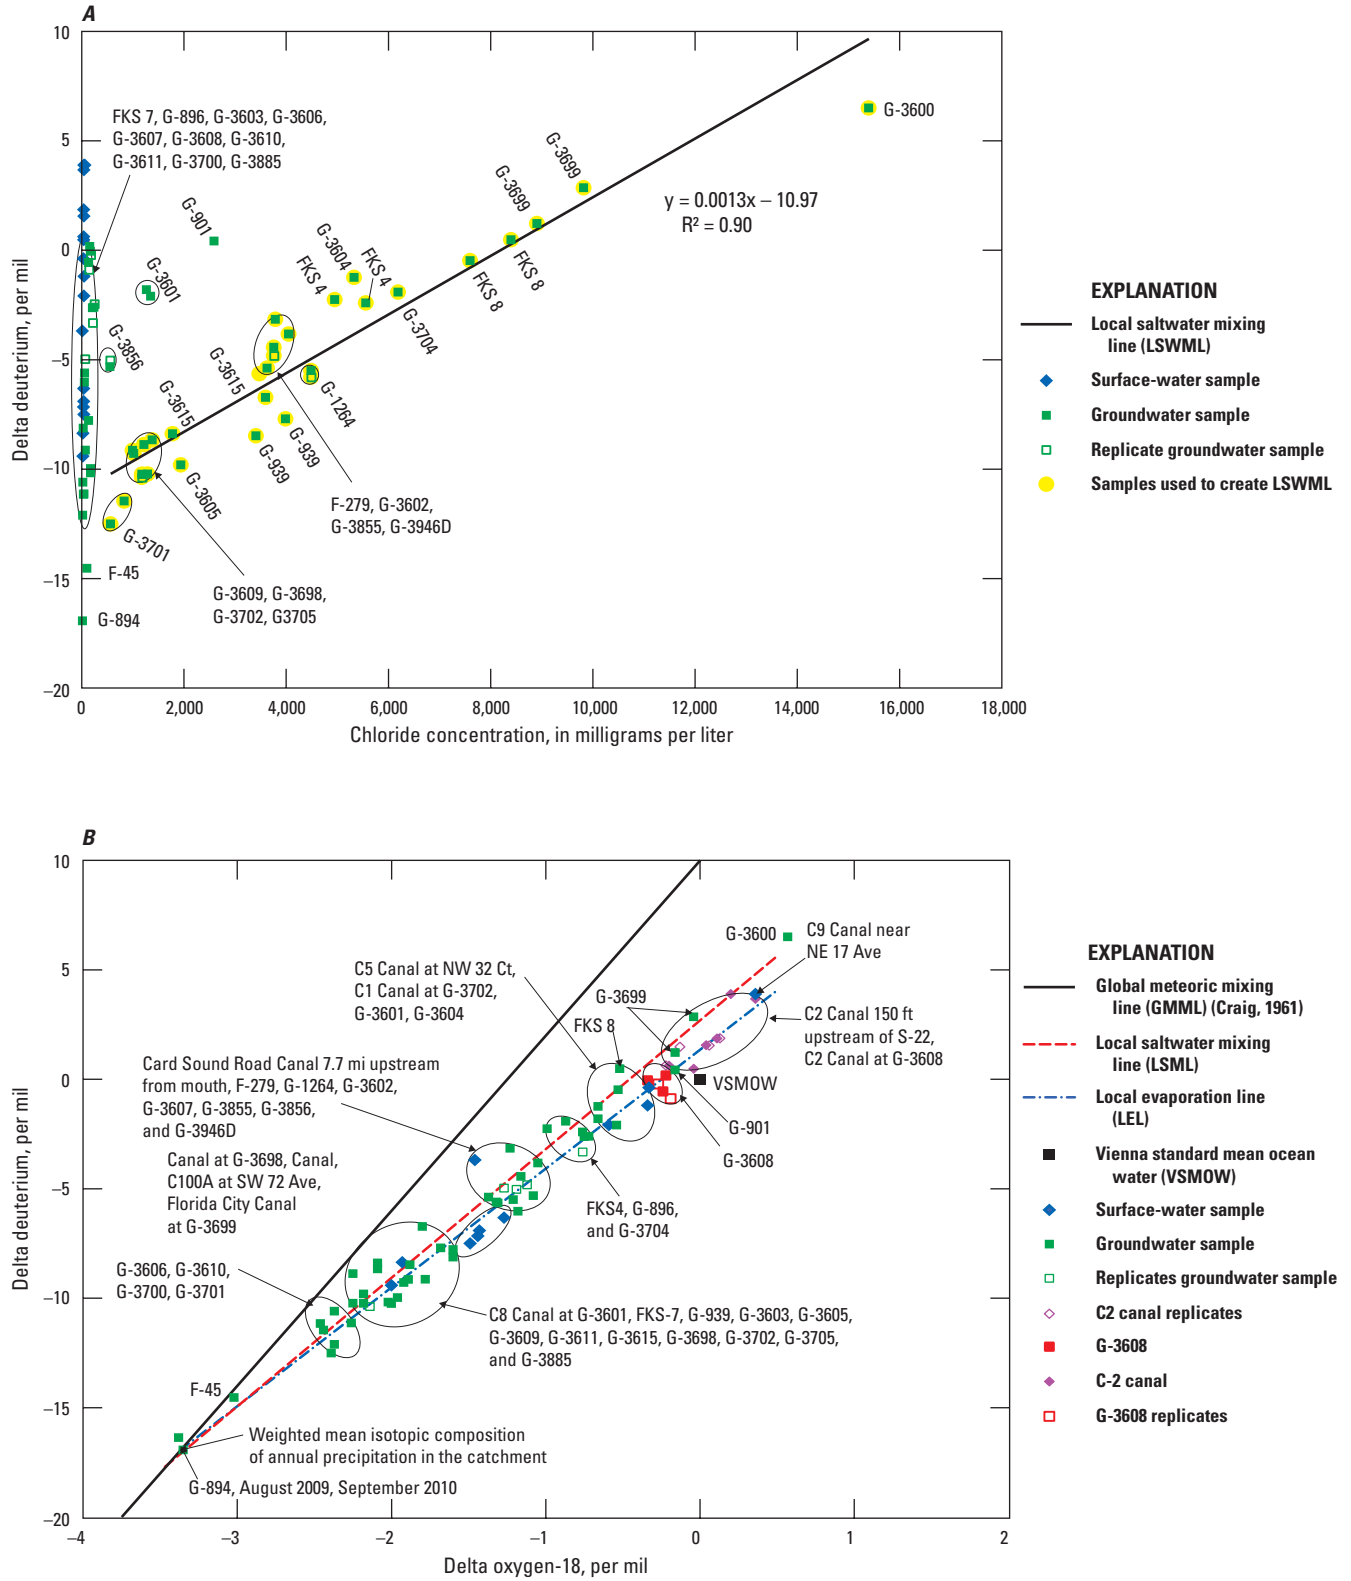 A
10
5
0
–5
–10
–15
–20
Delta deuterium, per mil
FKS 7, G-896, G-3603, G-3606,
G-3607, G-3608, G-3610,
G-3611, G-3700, G-3885
G-901
G-3601
G-3856
G-3615
G-3615
FKS 4
G-3604
FKS 4
G-3704
G-3699
G-3699
FKS 8
FKS 8
G-3600
y = 0.0013x – 10.97
R² = 0.90
G-1264
G-939
G-939
G-3605
G-3701
F-279, G-3602,
G-3855, G-3946D
F-45
G-3609, G-3698,
G-3702, G3705
G-894
0
2,000
4,000
6,000
8,000
10,000
12,000
14,000
16,000
18,000
Chloride concentration, in milligrams per liter
EXPLANATION
Local saltwater mixing
line (LSWML)
Surface-water sample
Groundwater sample
Replicate groundwater sample
Samples used to create LSWML
B
10
5
0
–5
–10
–15
–20
Delta deuterium, per mil
G-3600
C9 Canal near
NE 17 Ave
C5 Canal at NW 32 Ct,
C1 Canal at G-3702,
G-3601, G-3604
G-3699
FKS 8
C2 Canal 150 ft
upstream of S-22,
C2 Canal at G-3608
Card Sound Road Canal 7.7 mi upstream
from mouth, F-279, G-1264, G-3602,
G-3607, G-3855, G-3856,
and G-3946D
VSMOW
G-901
G-3608
Canal at G-3698, Canal,
C100A at SW 72 Ave,
Florida City Canal
at G-3699
FKS4, G-896,
and G-3704
G-3606, G-3610,
G-3700, G-3701
C8 Canal at G-3601, FKS-7, G-939, G-3603, G-3605,
G-3609, G-3611, G-3615, G-3698, G-3702, G-3705,
and G-3885
F-45
Weighted mean isotopic composition
of annual precipitation in the catchment
G-894, August 2009, September 2010
–4
–3
–2
–1
0
1
2
Delta oxygen-18, per mil
EXPLANATION
Global meteoric mixing
line (GMML) (Craig, 1961)
Local saltwater mixing
line (LSML)
Local evaporation line
(LEL)
Vienna standard mean ocean
water (VSMOW)
Surface-water sample
Groundwater sample
Replicates groundwater sample
C2 canal replicates
G-3608
C-2 canal
G-3608 replicates